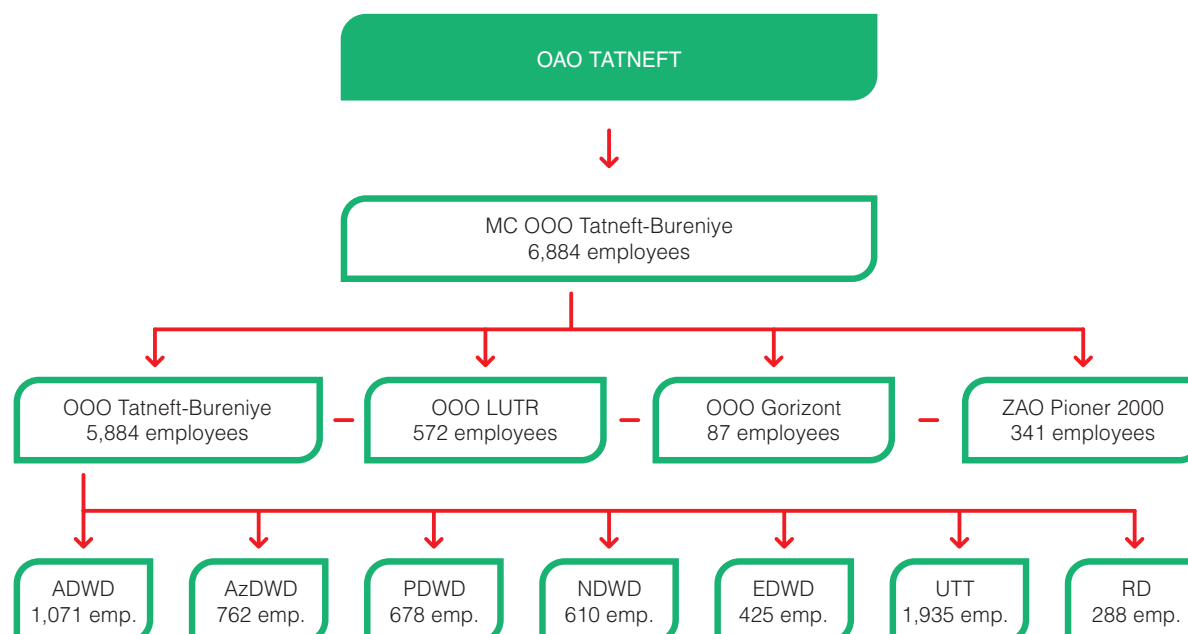 OAO TATNEFT
MC OOO Tatneft-Bureniye
6,884 employees
OOO Tatneft-Bureniye
5,884 employees
OOO LUTR
572 employees
OOO Gorizont
87 employees
ZAO Pioner 2000
341 employees
ADWD
1,071 emp.
AzDWD
762 emp.
PDWD
678 emp.
NDWD
610 emp.
EDWD
425 emp.
UTT
1,935 emp.
RD
288 emp.